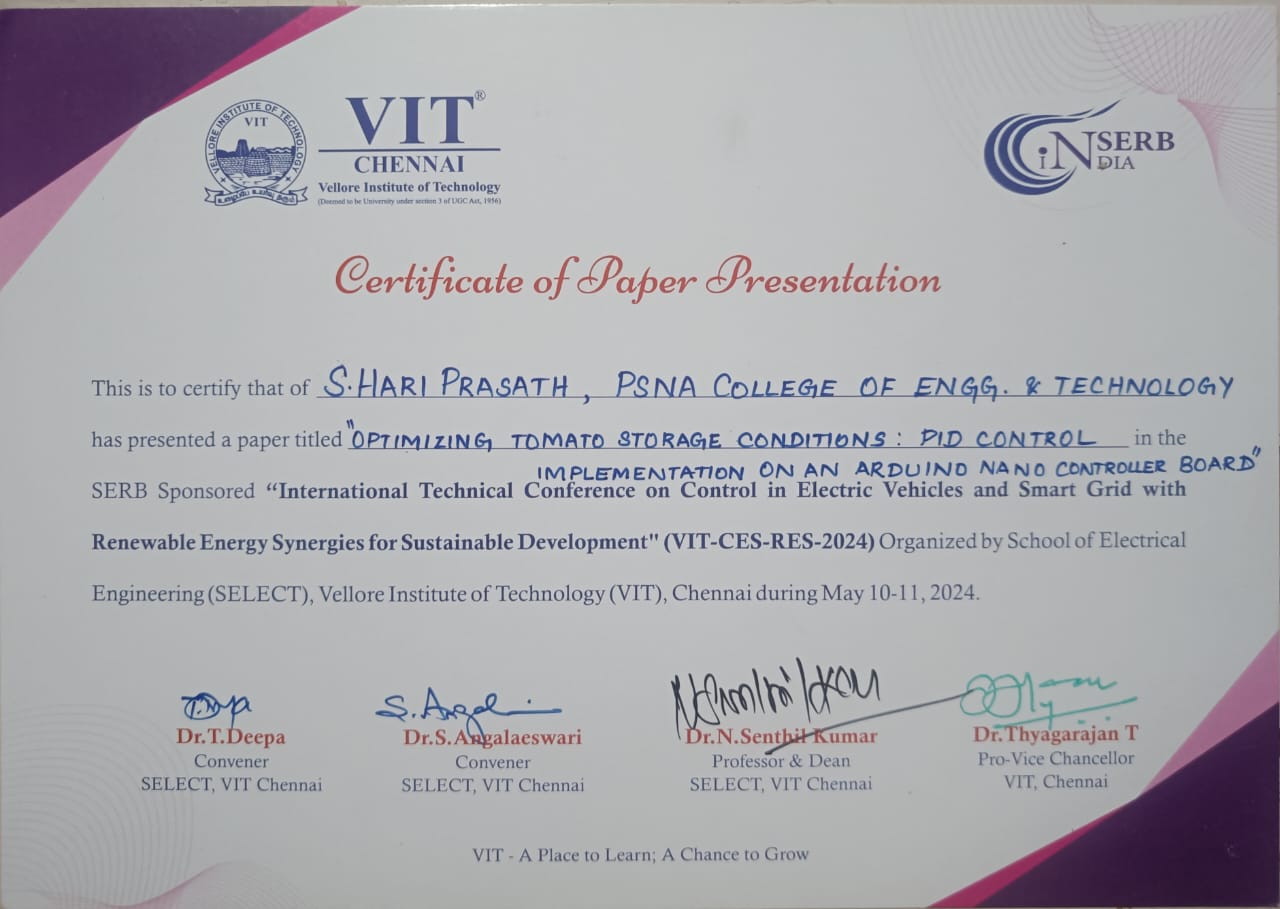 VELLORE INSTITUTE OF TECHNOLOGY
VIT
VIT®
CHENNAI
Vellore Institute of Technology
(Deemed to be University under section 3 of UGC Act, 1956)
SERB
iNDIA
Certificate of Paper Presentation
This is to certify that of S.HARI PRASATH, PSNA COLLEGE OF ENGG. & TECHNOLOGY
has presented a paper titled "OPTIMIZING TOMATO STORAGE CONDITIONS: PID CONTROL in the
IMPLEMENTATION ON AN ARDUINO NANO CONTROLLER BOARD"
SERB Sponsored “International Technical Conference on Control in Electric Vehicles and Smart Grid with
Renewable Energy Synergies for Sustainable Development" (VIT-CES-RES-2024) Organized by School of Electrical
Engineering (SELECT), Vellore Institute of Technology (VIT), Chennai during May 10-11, 2024.
Dr.T.Deepa Dr.S.Angalaeswari Dr.N.Senthil Kumar Dr.Thyagarajan T
Convener Convener Professor & Dean Pro-Vice Chancellor
SELECT, VIT Chennai SELECT, VIT Chennai SELECT, VIT Chennai VIT, Chennai
VIT - A Place to Learn; A Chance to Grow